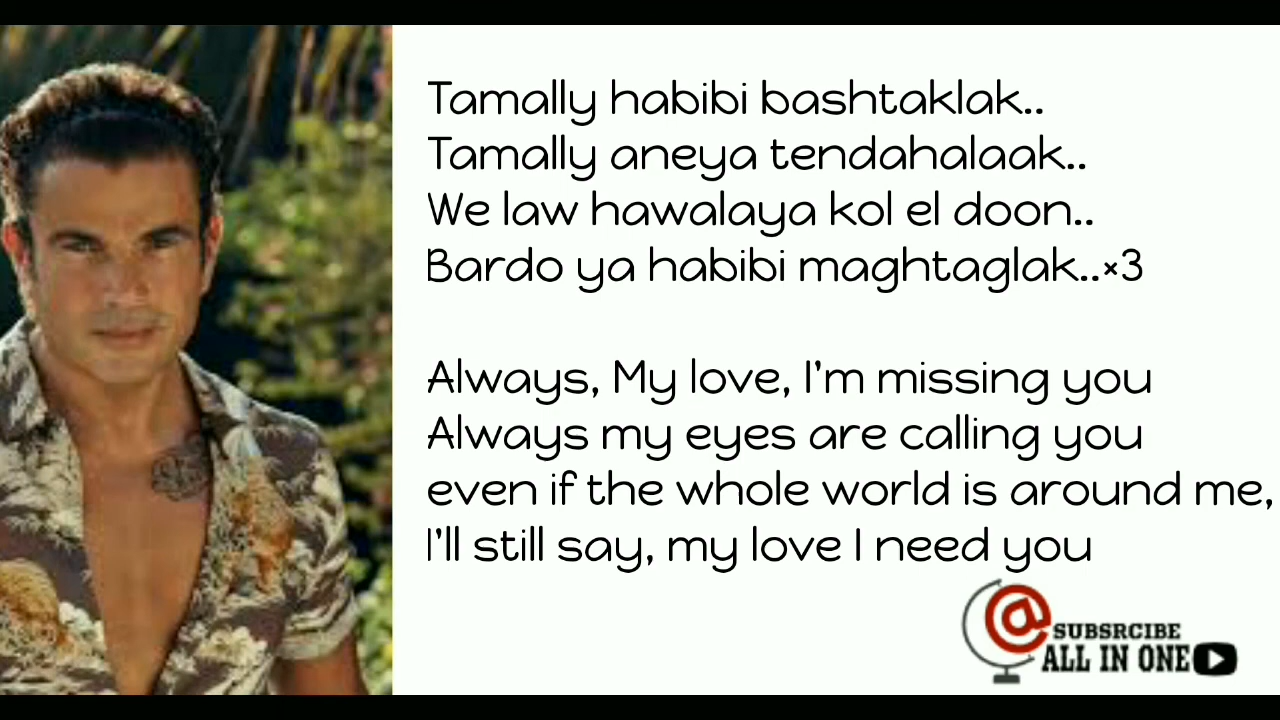 Tamally habibi bashtaklak..
Tamally aneya tendahalaak..
We law hawalaya kol el doon..
Bardo ya habibi maghtaglak..×3
Always, My love, I'm missing you
Always my eyes are calling you
even if the whole world is around me,
I'll still say, my love I need you
@ SUBSRCIBE
ALL IN ONE